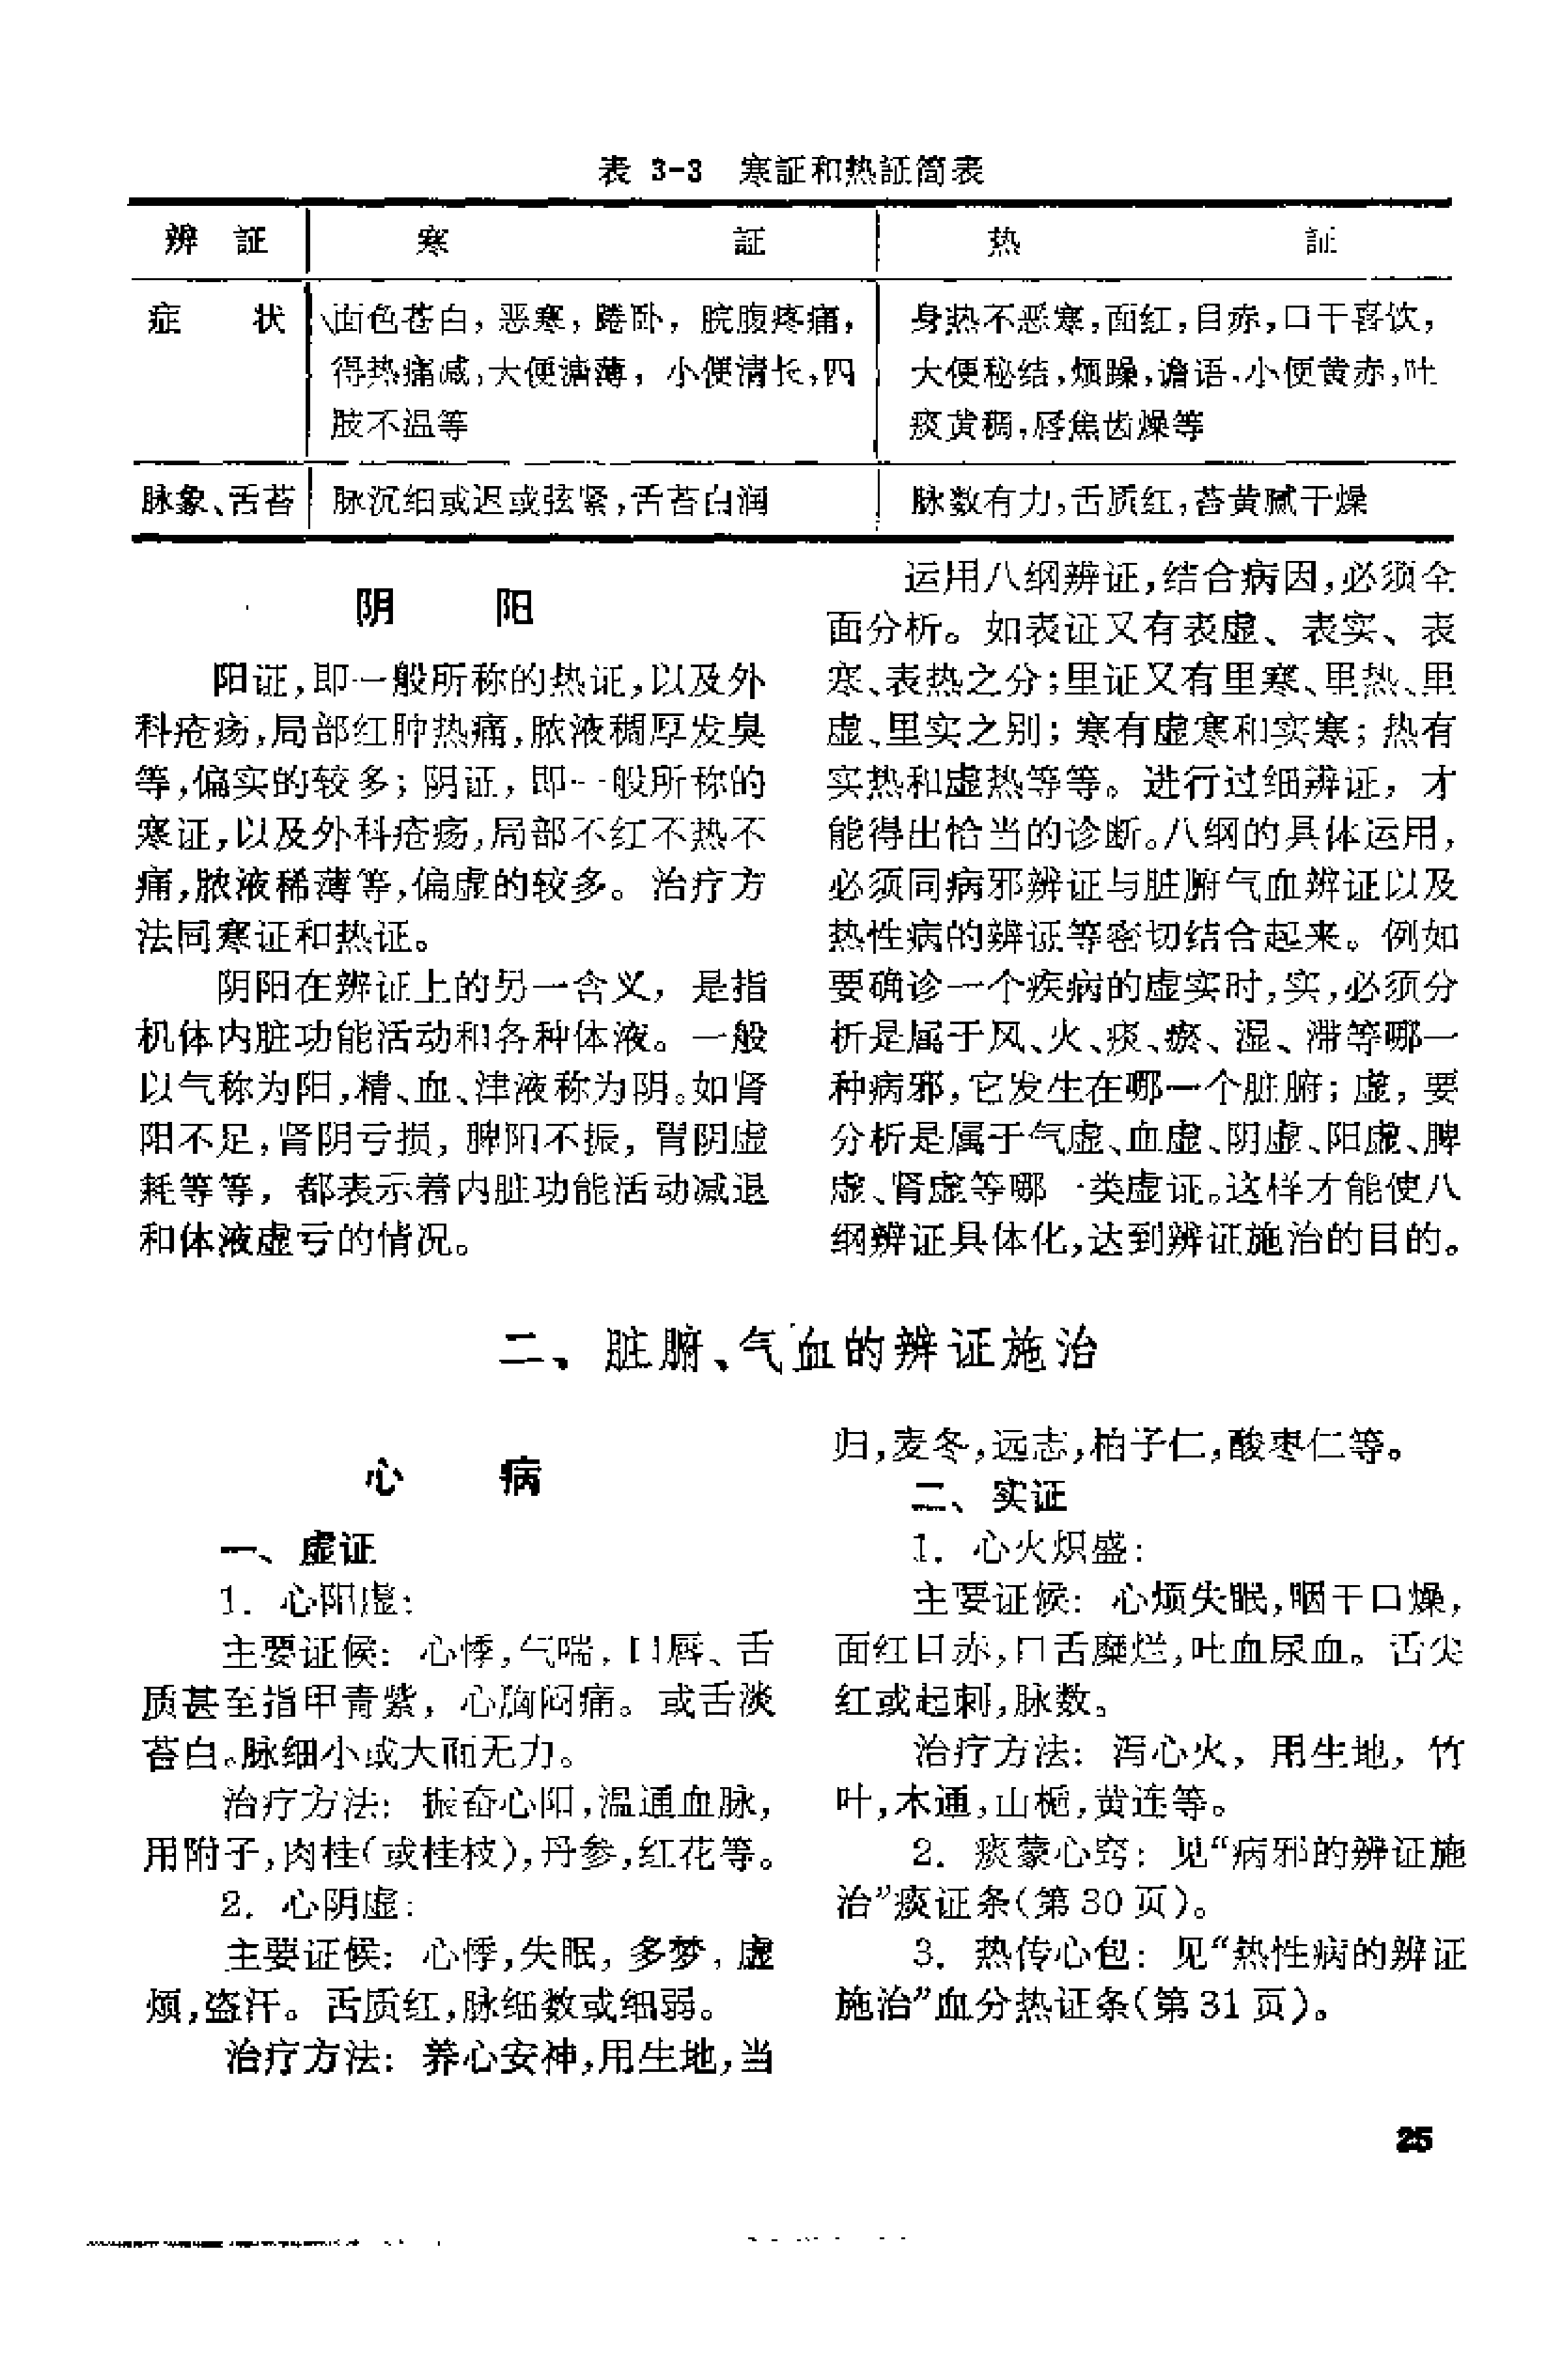 表 3-3 寒証和热証簡表
辨 証 寒 証 热 証
症 状 面色苍白，恶寒，踡卧，脘腹疼痛， 身热不恶寒，面红，目赤，口干喜饮，
得热痛减，大便溏薄，小便清长，四 大便秘结，烦躁，谵语，小便黄赤，吐
肢不温等 痰黄稠，唇焦齿燥等
脉象、舌苔 脉沉细或迟或弦紧，舌苔白润 脉数有力，舌质红，苔黄腻干燥
阴 阳
阳证，即一般所称的热证，以及外
科疮疡，局部红肿热痛，脓液稠厚发臭
等，偏实的较多；阴证，即一般所称的
寒证，以及外科疮疡，局部不红不热不
痛，脓液稀薄等，偏虚的较多。治疗方
法同寒证和热证。
阴阳在辨证上的另一含义，是指
机体内脏功能活动和各种体液。一般
以气称为阳，精、血、津液称为阴。如肾
阳不足，肾阴亏损，脾阳不振，胃阴虚
耗等等，都表示着内脏功能活动减退
和体液虚亏的情况。
运用八纲辨证，结合病因，必须全
面分析。如表证又有表虚、表实、表
寒、表热之分；里证又有里寒、里热、里
虚、里实之别；寒有虚寒和实寒；热有
实热和虚热等等。进行过细辨证，才
能得出恰当的诊断。八纲的具体运用，
必须同病邪辨证与脏腑气血辨证以及
热性病的辨证等密切结合起来。例如
要确诊一个疾病的虚实时，实，必须分
析是属于风、火、痰、瘀、湿、滞等哪一
种病邪，它发生在哪一个脏腑；虚，要
分析是属于气虚、血虚、阴虚、阳虚、脾
虚、肾虚等哪一类虚证。这样才能使八
纲辨证具体化，达到辨证施治的目的。
二、脏腑、气血的辨证施治
心 病
一、虚证
1. 心阳虚：
主要证候：心悸，气喘，口唇、舌
质甚至指甲青紫，心胸闷痛。或舌淡
苔白。脉细小或大而无力。
治疗方法：振奋心阳，温通血脉，
用附子，肉桂（或桂枝），丹参，红花等。
2. 心阴虚：
主要证候：心悸，失眠，多梦，虚
烦，盗汗。舌质红，脉细数或细弱。
治疗方法：养心安神，用生地，当
归，麦冬，远志，柏子仁，酸枣仁等。
二、实证
1. 心火炽盛：
主要证候：心烦失眠，咽干口燥，
面红目赤，口舌糜烂，吐血尿血。舌尖
红或起刺，脉数。
治疗方法：泻心火，用生地，竹
叶，木通，山栀，黄连等。
2. 痰蒙心窍：见“病邪的辨证施
治”痰证条（第30页）。
3. 热传心包：见“热性病的辨证
施治”血分热证条（第31页）。
25